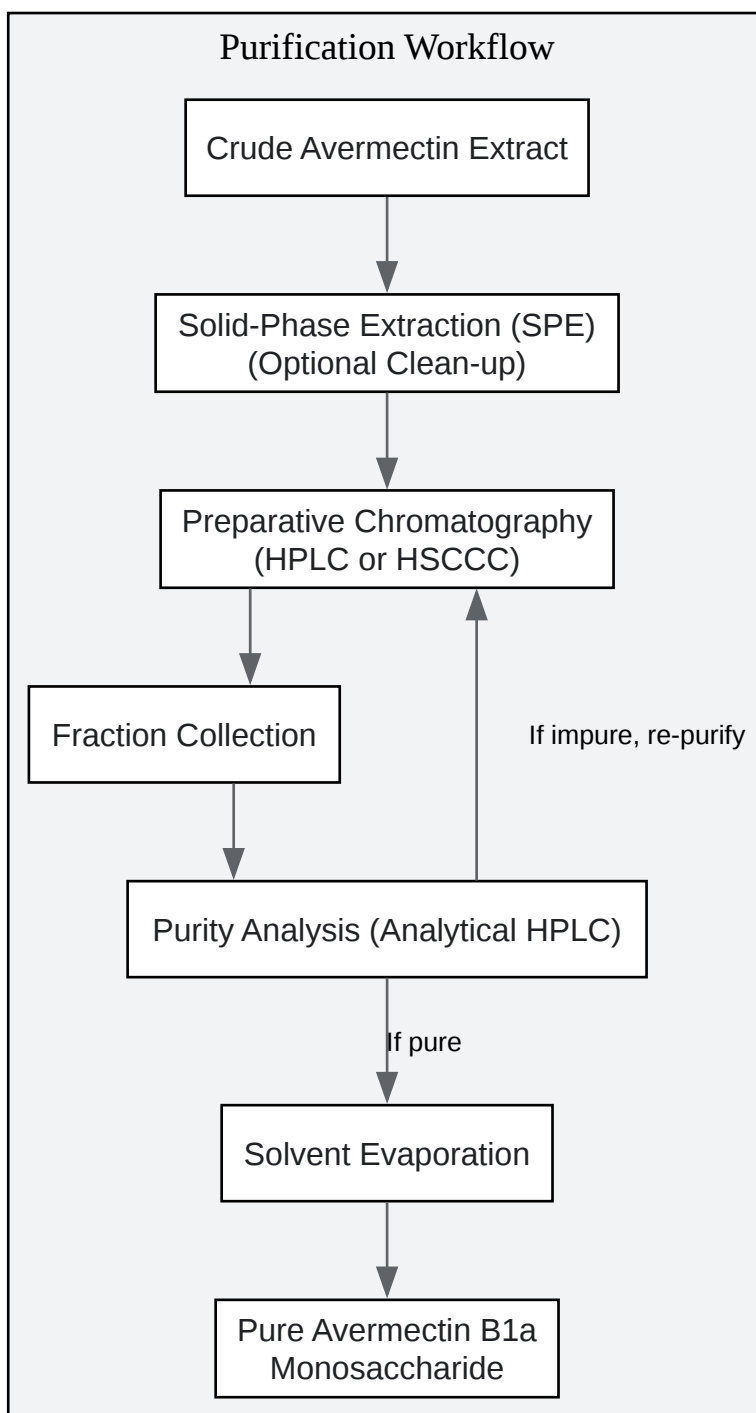 Purification Workflow
Crude Avermectin Extract
Solid-Phase Extraction (SPE)
(Optional Clean-up)
Preparative Chromatography
(HPLC or HSCCC)
Fraction Collection
If impure, re-purify
Purity Analysis (Analytical HPLC)
If pure
Solvent Evaporation
Pure Avermectin B1a
Monosaccharide